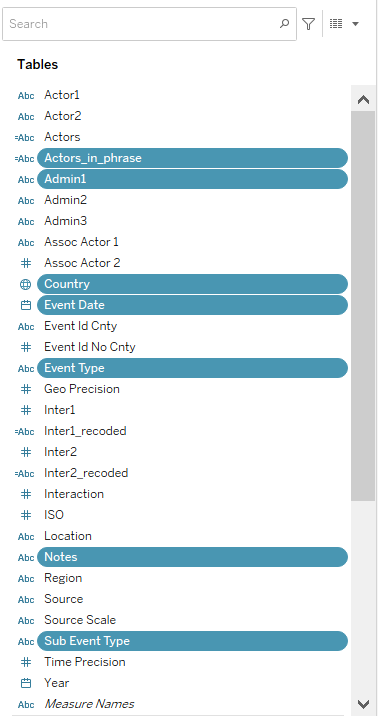 Search
Tables
Abc Actor1
Abc Actor2
=Abc Actors
=Abc Actors_in_phrase
Abc Admin1
Abc Admin2
Abc Admin3
Abc Assoc Actor 1
# Assoc Actor 2
Country
Event Date
Abc Event Id Cnty
# Event Id No Cnty
Abc Event Type
# Geo Precision
# Inter1
=Abc Inter1_recoded
# Inter2
=Abc Inter2_recoded
# Interaction
# ISO
Abc Location
Abc Notes
Abc Region
Abc Source
Abc Source Scale
Abc Sub Event Type
# Time Precision
Year
Abc Measure Names